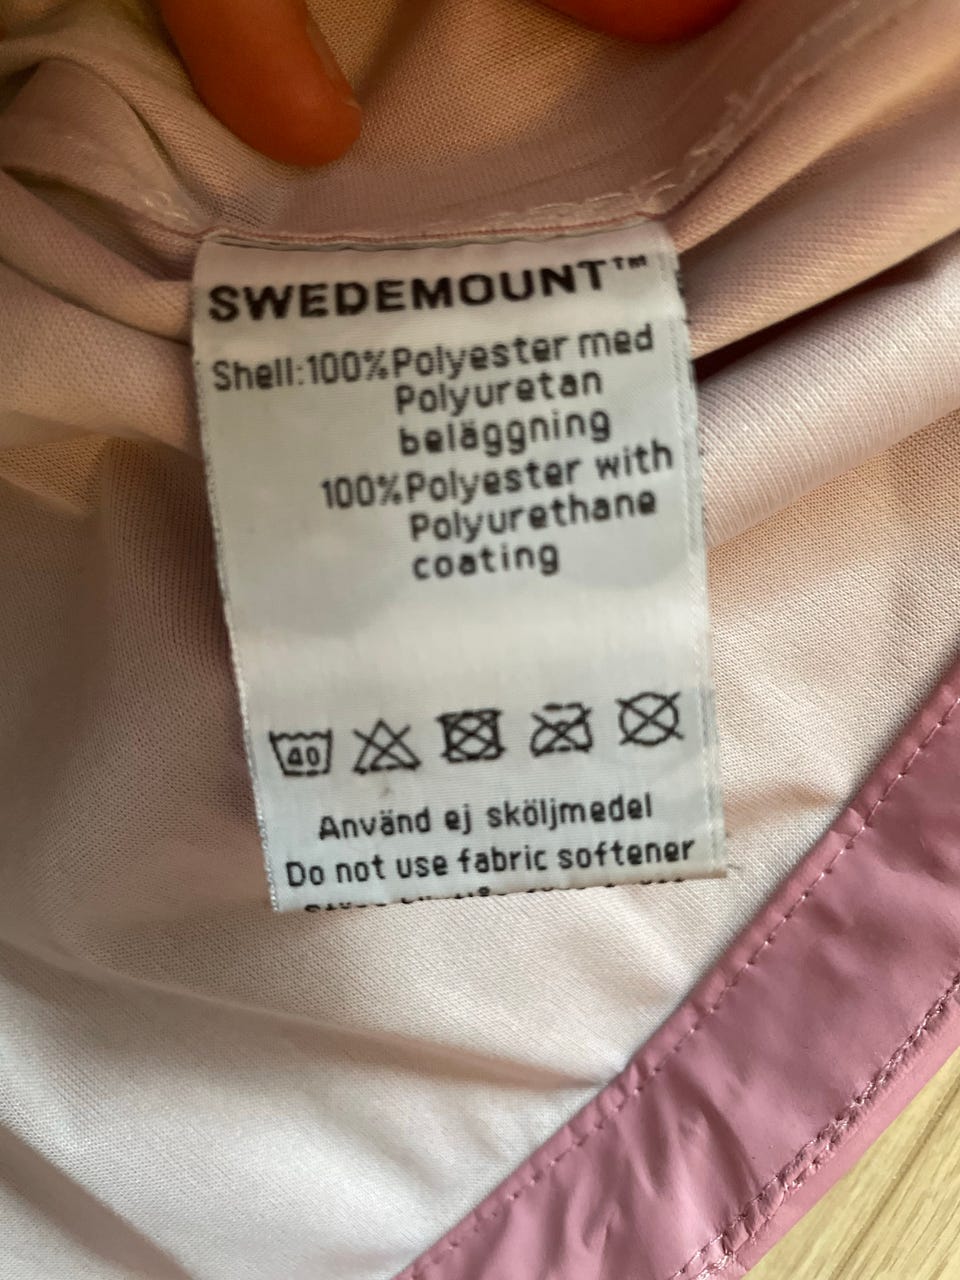 SWEDEMOUNT™
Shell:100%Polyester med
Polyuretan
beläggning
100%Polyester with
Polyurethane
coating
40
Använd ej sköljmedel
Do not use fabric softener